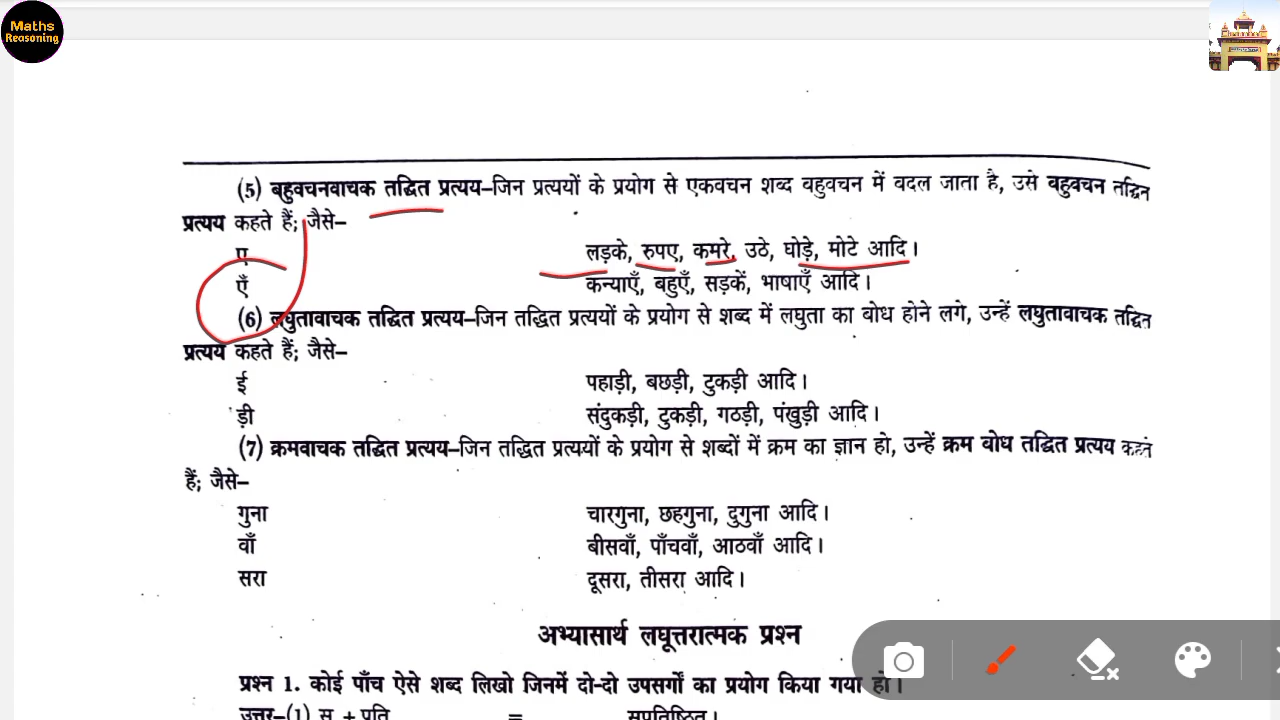 Maths
Reasoning
(5) बहुवचनवाचक तद्धित प्रत्यय–जिन प्रत्ययों के प्रयोग से एकवचन शब्द बहुवचन में बदल जाता है, उसे बहुवचन तद्धित
प्रत्यय कहते हैं; जैसे–
ए लड़के, रुपए, कमरे, उठे, घोड़े, मोटे आदि।
एँ कन्याएँ, बहुएँ, सड़कें, भाषाएँ आदि।
(6) लघुतावाचक तद्धित प्रत्यय–जिन तद्धित प्रत्ययों के प्रयोग से शब्द में लघुता का बोध होने लगे, उन्हें लघुतावाचक तद्धित
प्रत्यय कहते हैं; जैसे–
ई पहाड़ी, बछड़ी, टुकड़ी आदि।
ड़ी संदुकड़ी, टुकड़ी, गठड़ी, पंखुड़ी आदि।
(7) क्रमवाचक तद्धित प्रत्यय–जिन तद्धित प्रत्ययों के प्रयोग से शब्दों में क्रम का ज्ञान हो, उन्हें क्रम बोध तद्धित प्रत्यय कहते
हैं; जैसे–
गुना चारगुना, छहगुना, दुगुना आदि।
वाँ बीसवाँ, पाँचवाँ, आठवाँ आदि।
सरा दूसरा, तीसरा आदि।
अभ्यासार्थ लघूत्तरात्मक प्रश्न
प्रश्न 1. कोई पाँच ऐसे शब्द लिखो जिनमें दो-दो उपसर्गों का प्रयोग किया गया हो।
उत्तर–(1) सु + प्रति = सुप्रतिष्ठित।